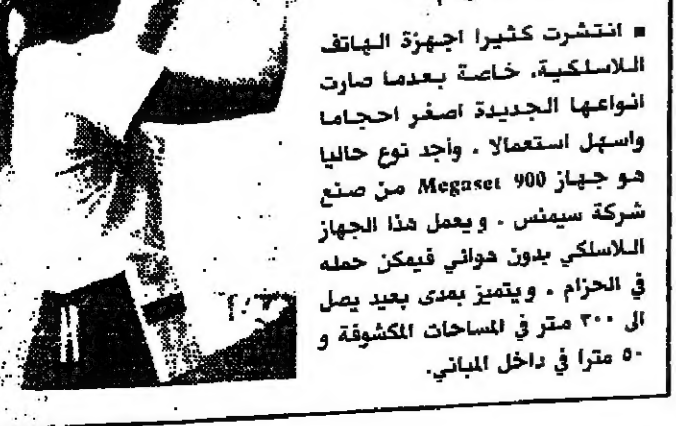 ■ انتشرت كثيرا اجهزة الهاتف
اللاسلكية، خاصة بعدما صارت
انواعها الجديدة اصغر احجاما
واسهل استعمالا . وأجد نوع حاليا
هو جهاز Megaset 900 من صنع
شركة سيمنس . ويعمل هذا الجهاز
اللاسلكي بدون هوائي فيمكن حمله
في الحزام . ويتميز بمدى بعيد يصل
الى ٣٠٠ متر في المساحات المكشوفة و
٥٠ مترا في داخل المباني.